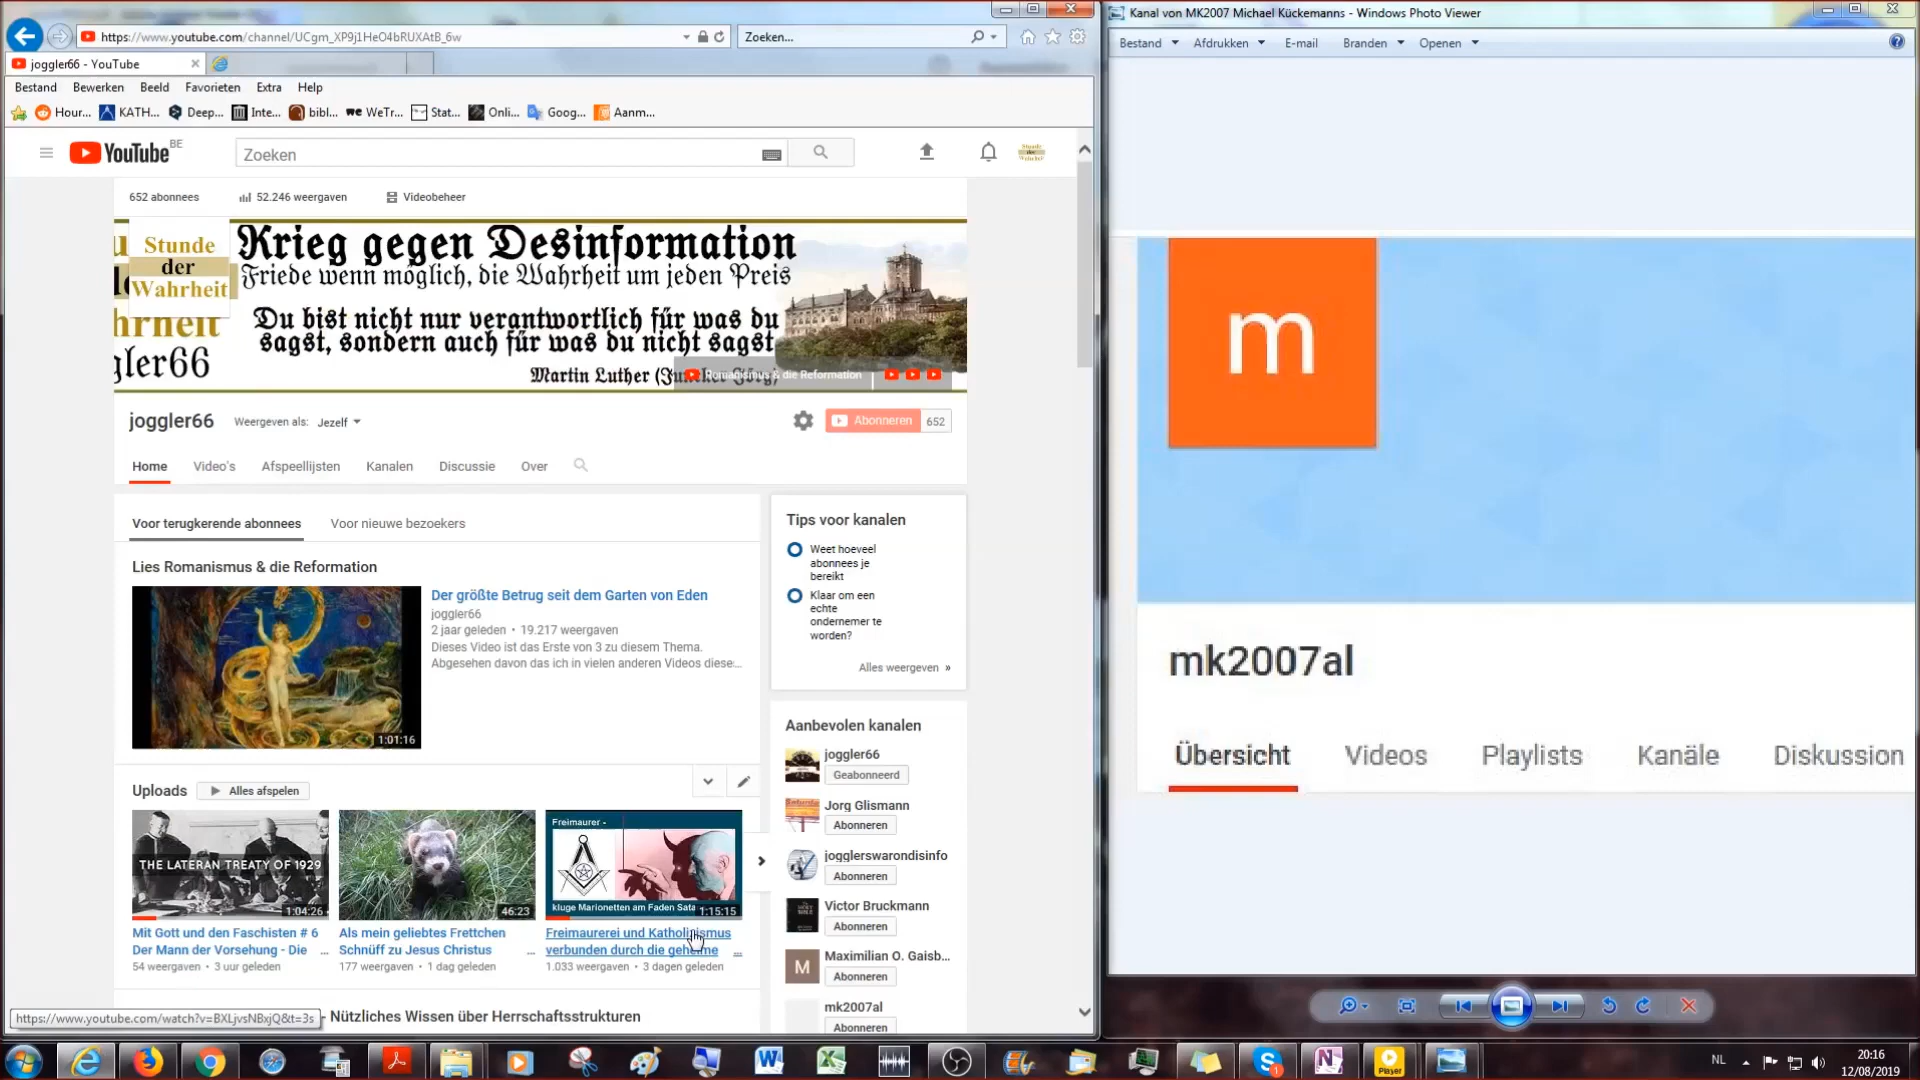 https://www.youtube.com/channel/UCgm_XP9j1HeO4bRUXAtB_6w
Zoeken...
joggler66 - YouTube
Bestand Bewerken Beeld Favorieten Extra Help
Hour... KATH... Deep... Inte... bibl... WeTr... Stat... Onli... Goog... Aanm...
YouTube BE
Zoeken
652 abonnees 52.246 weergaven Videobeheer
Stunde
der
Wahrheit
Krieg gegen Desinformation
Friede wenn möglich, die Wahrheit um jeden Preis
Du bist nicht nur verantwortlich für was du
sagst, sondern auch für was du nicht sagst
Martin Luther (Juncker Jörg)
Romanismus & die Reformation
gler66
joggler66 Weergeven als: Jezelf
Abonneren 652
Home Video's Afspeellijsten Kanalen Discussie Over
Voor terugkerende abonnees Voor nieuwe bezoekers
Lies Romanismus & die Reformation
1:01:16
Der größte Betrug seit dem Garten von Eden
joggler66
2 jaar geleden • 19.217 weergaven
Dieses Video ist das Erste von 3 zu diesem Thema.
Abgesehen davon das ich in vielen anderen Videos diese...
Uploads Alles afspelen
THE LATERAN TREATY OF 1929
1:04:26
Mit Gott und den Faschisten # 6
Der Mann der Vorsehung - Die ...
54 weergaven • 3 uur geleden
46:23
Als mein geliebtes Frettchen
Schnüff zu Jesus Christus ...
177 weergaven • 1 dag geleden
Freimaurer -
kluge Marionetten am Faden Sata
1:15:15
Freimaurerei und Katholizismus
verbunden durch die geheime ...
1.033 weergaven • 3 dagen geleden
https://www.youtube.com/watch?v=BXLjvsNBxjQ&t=3s
- Nützliches Wissen über Herrschaftsstrukturen
Tips voor kanalen
Weet hoeveel
abonnees je
bereikt
Klaar om een
echte
ondernemer te
worden?
Alles weergeven »
Aanbevolen kanalen
joggler66
Geabonneerd
Jorg Glismann
Abonneren
jogglerswarondisinfo
Abonneren
Victor Bruckmann
Abonneren
M
Maximilian O. Gaisb...
Abonneren
mk2007al
Abonneren
Kanal von MK2007 Michael Kückemanns - Windows Photo Viewer
Bestand Afdrukken E-mail Branden Openen
m
mk2007al
Übersicht Videos Playlists Kanäle Diskussion
NL
20:16
12/08/2019
Player